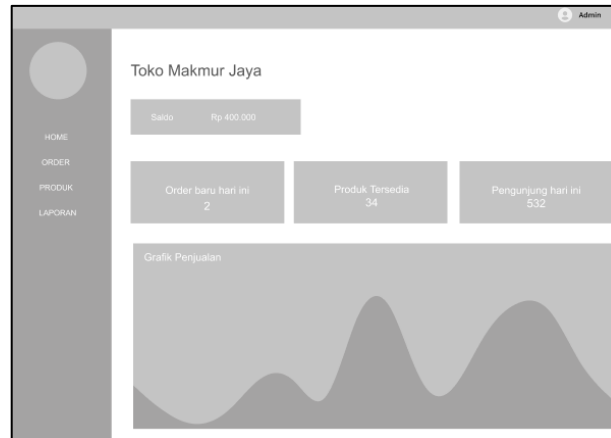 Admin
Toko Makmur Jaya
Saldo Rp 400.000
HOME
ORDER
PRODUK
LAPORAN
Order baru hari ini
2
Produk Tersedia
34
Pengunjung hari ini
532
Grafik Penjualan